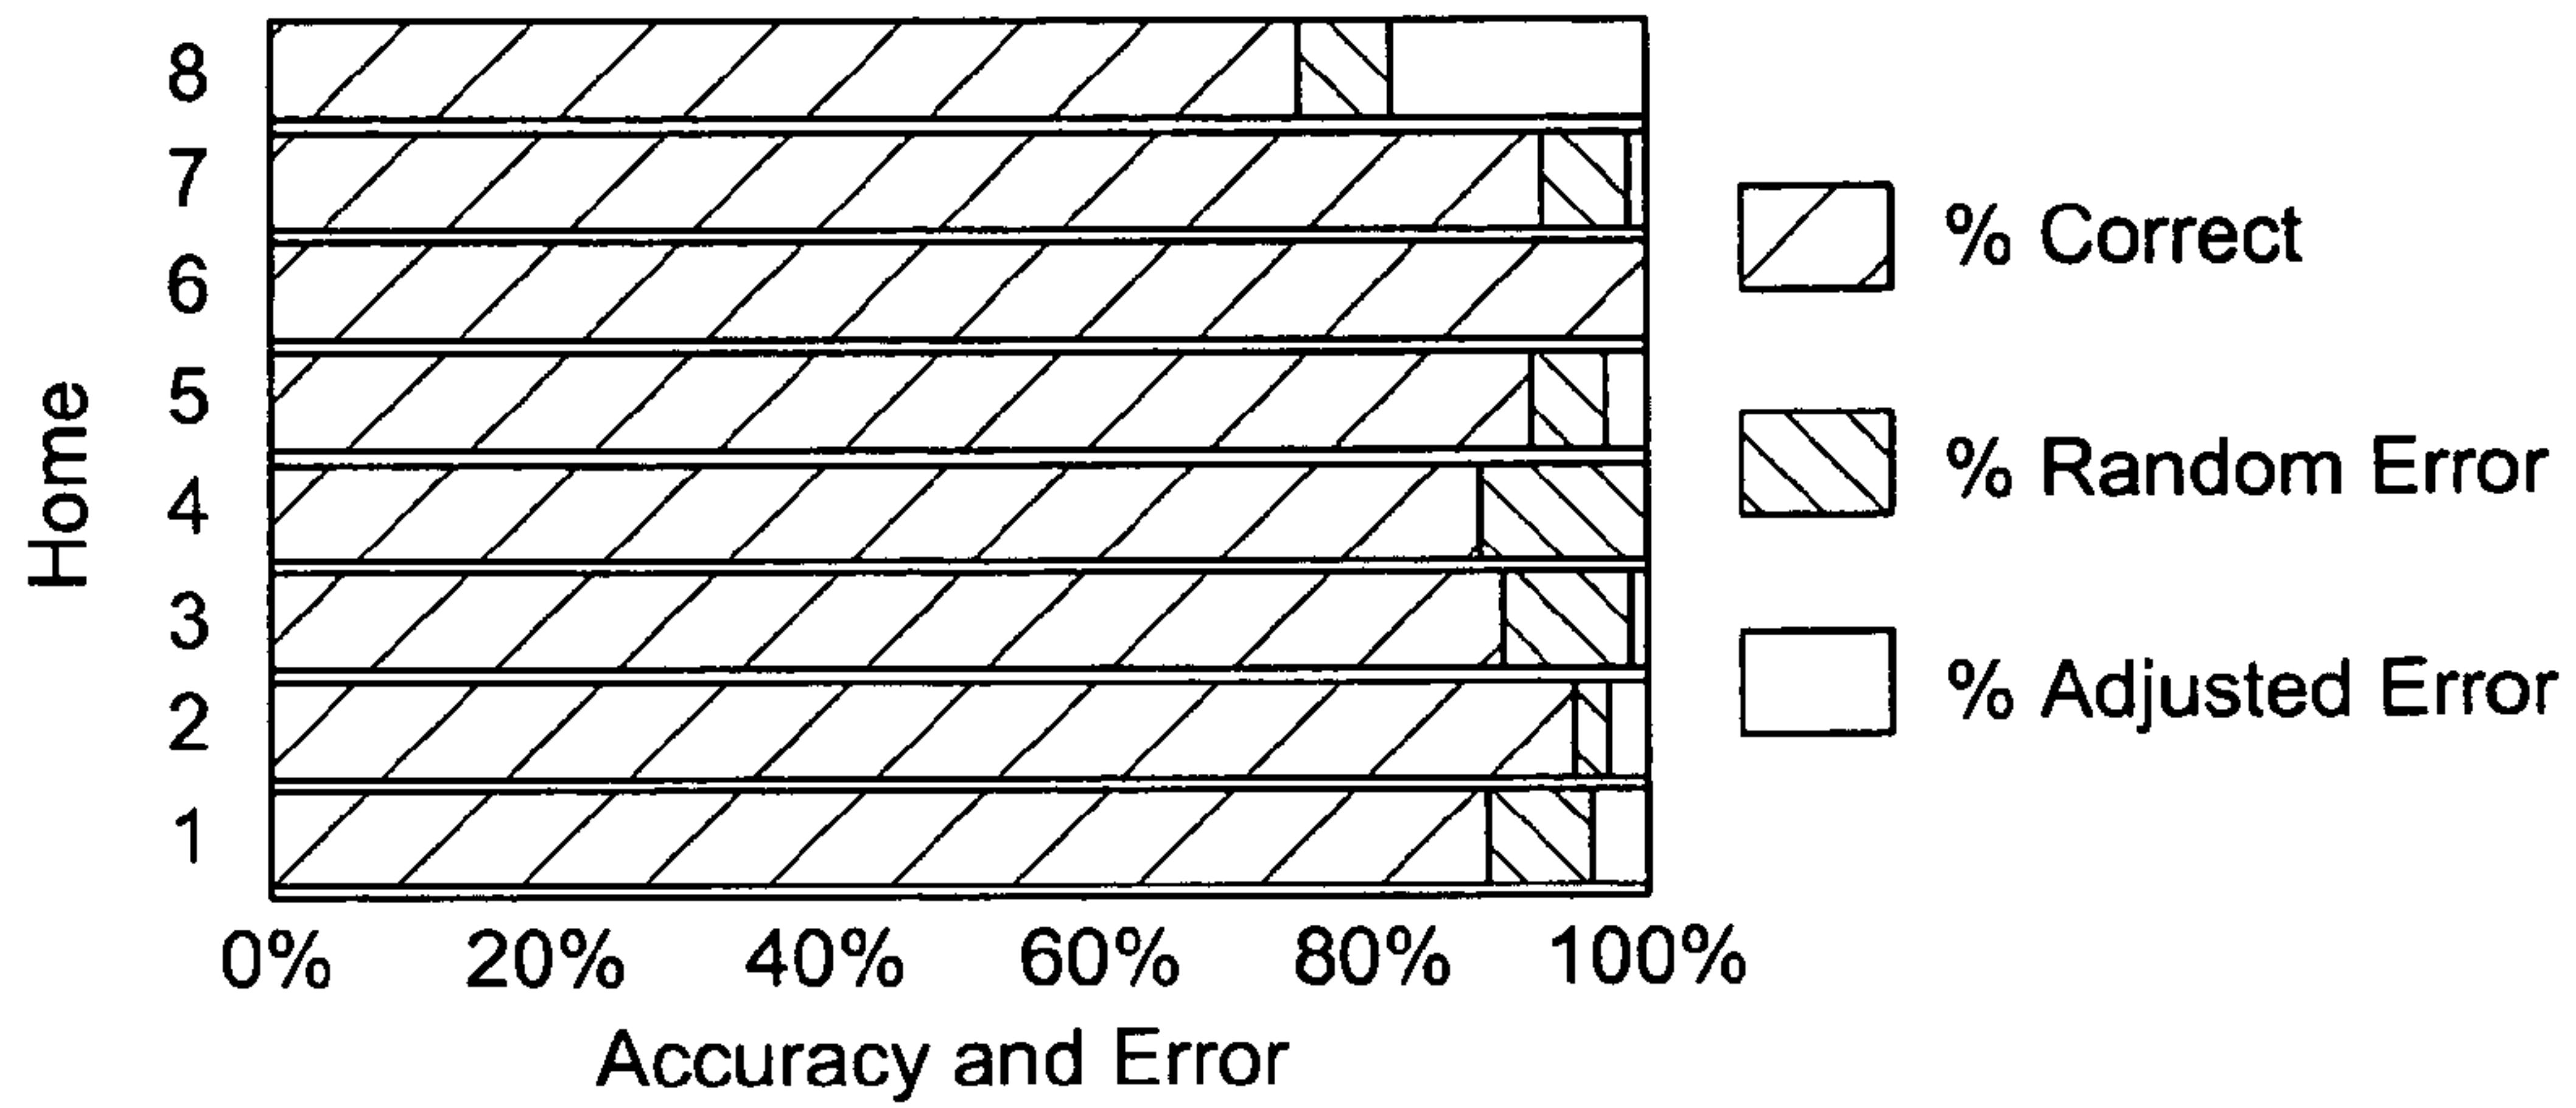 Home
8
7
6
5
4
3
2
1
0% 20% 40% 60% 80% 100%
Accuracy and Error
% Correct
% Random Error
% Adjusted Error